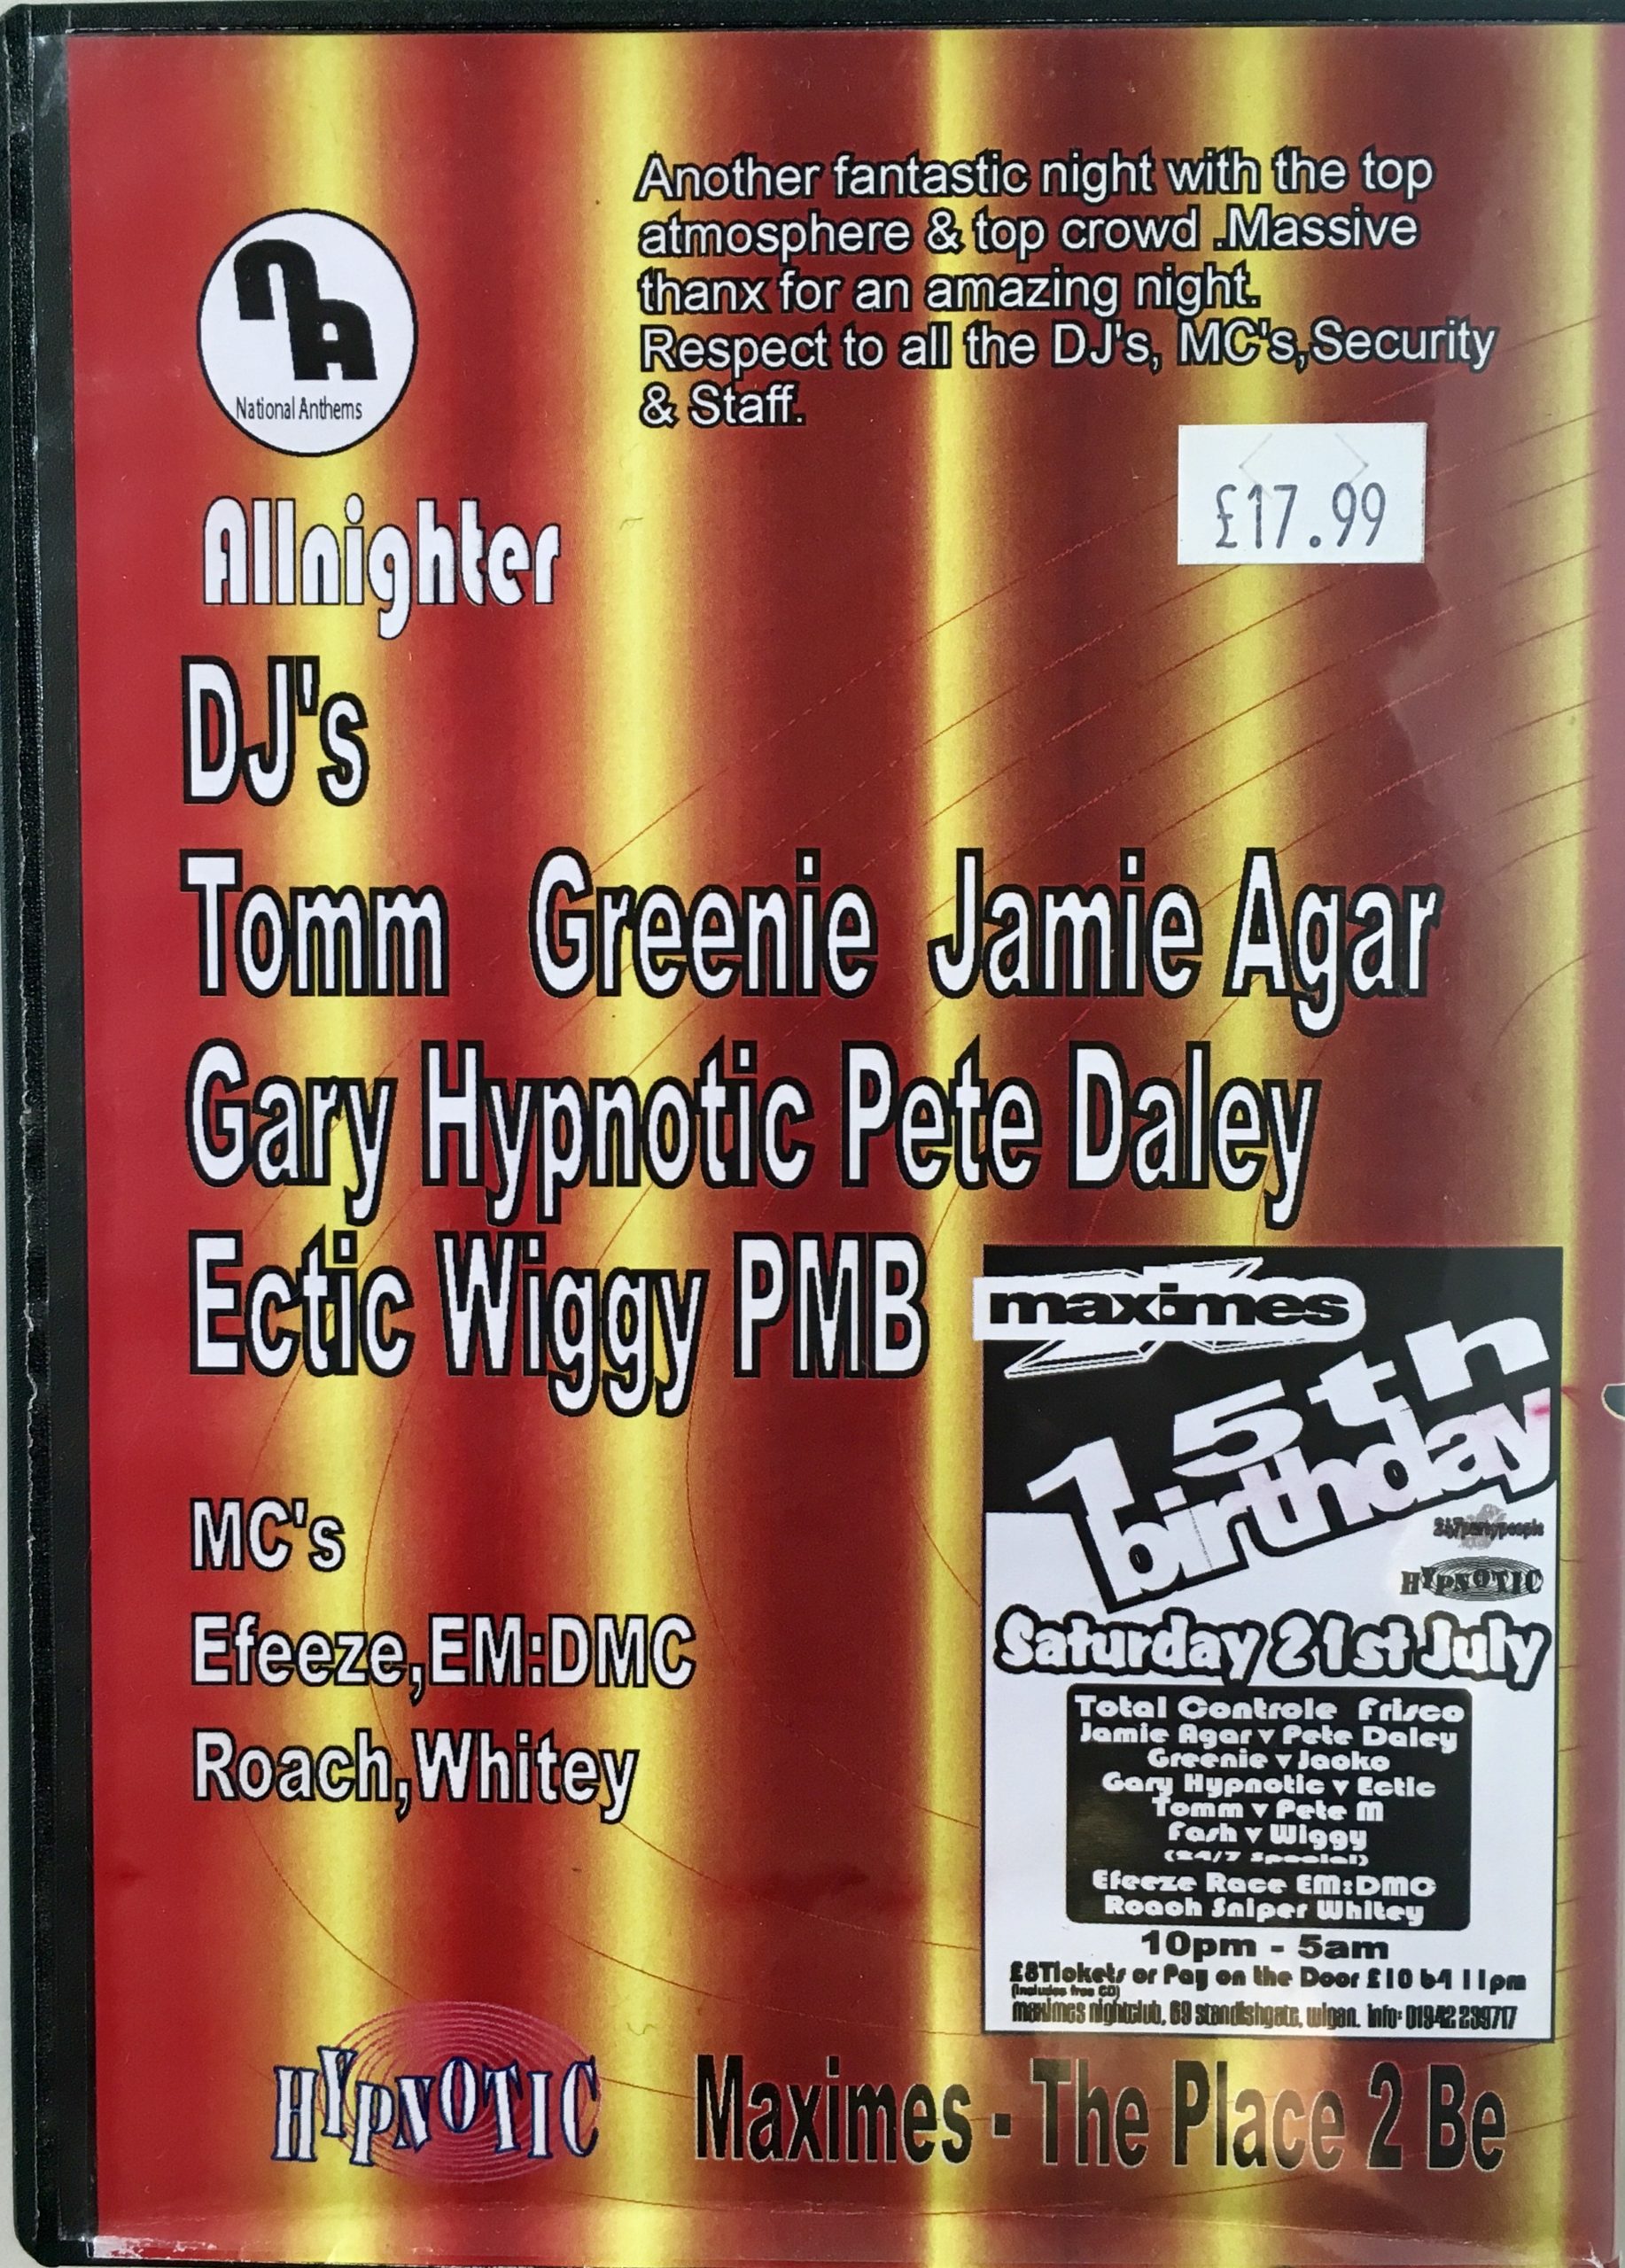 Another fantastic night with the top
atmosphere & top crowd .Massive
thanx for an amazing night.
Respect to all the DJ's, MC's,Security
& Staff.
nA
National Anthems
£17.99
Allnighter
DJ's
Tomm Greenie Jamie Agar
Gary Hypnotic Pete Daley
Ectic Wiggy PMB
MC's
Efeeze,EM:DMC
Roach,Whitey
maximes
15th
birthday
247partypeople
HYPNOTIC
Saturday 21st July
Total Controle Frisco
Jamie Agar v Pete Daley
Greenie v Jacko
Gary Hypnotic v Ectic
Tomm v Pete M
Fash v Wiggy
(24/7 Special)
Efeeze Race EM:DMC
Roach Sniper Whitey
10pm - 5am
£8Tickets or Pay on the Door £10 b4 11pm
(includes free CD)
maximes nightclub, 69 standishgate, wigan. info: 01942 239717
HYPNOTIC
Maximes - The Place 2 Be